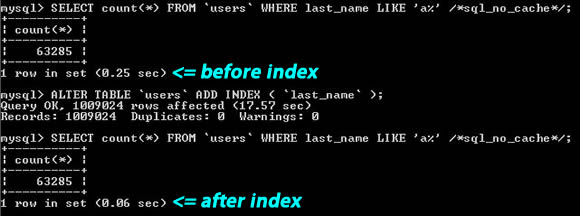 mysql> SELECT count(*) FROM `users` WHERE last_name LIKE 'a%' /*sql_no_cache*/;
+----------+
| count(*) |
+----------+
|    63285 |
+----------+
1 row in set (0.25 sec) <= before index
mysql> ALTER TABLE `users` ADD INDEX ( `last_name` );
Query OK, 1009024 rows affected (17.57 sec)
Records: 1009024  Duplicates: 0  Warnings: 0
mysql> SELECT count(*) FROM `users` WHERE last_name LIKE 'a%' /*sql_no_cache*/;
+----------+
| count(*) |
+----------+
|    63285 |
+----------+
1 row in set (0.06 sec) <= after index